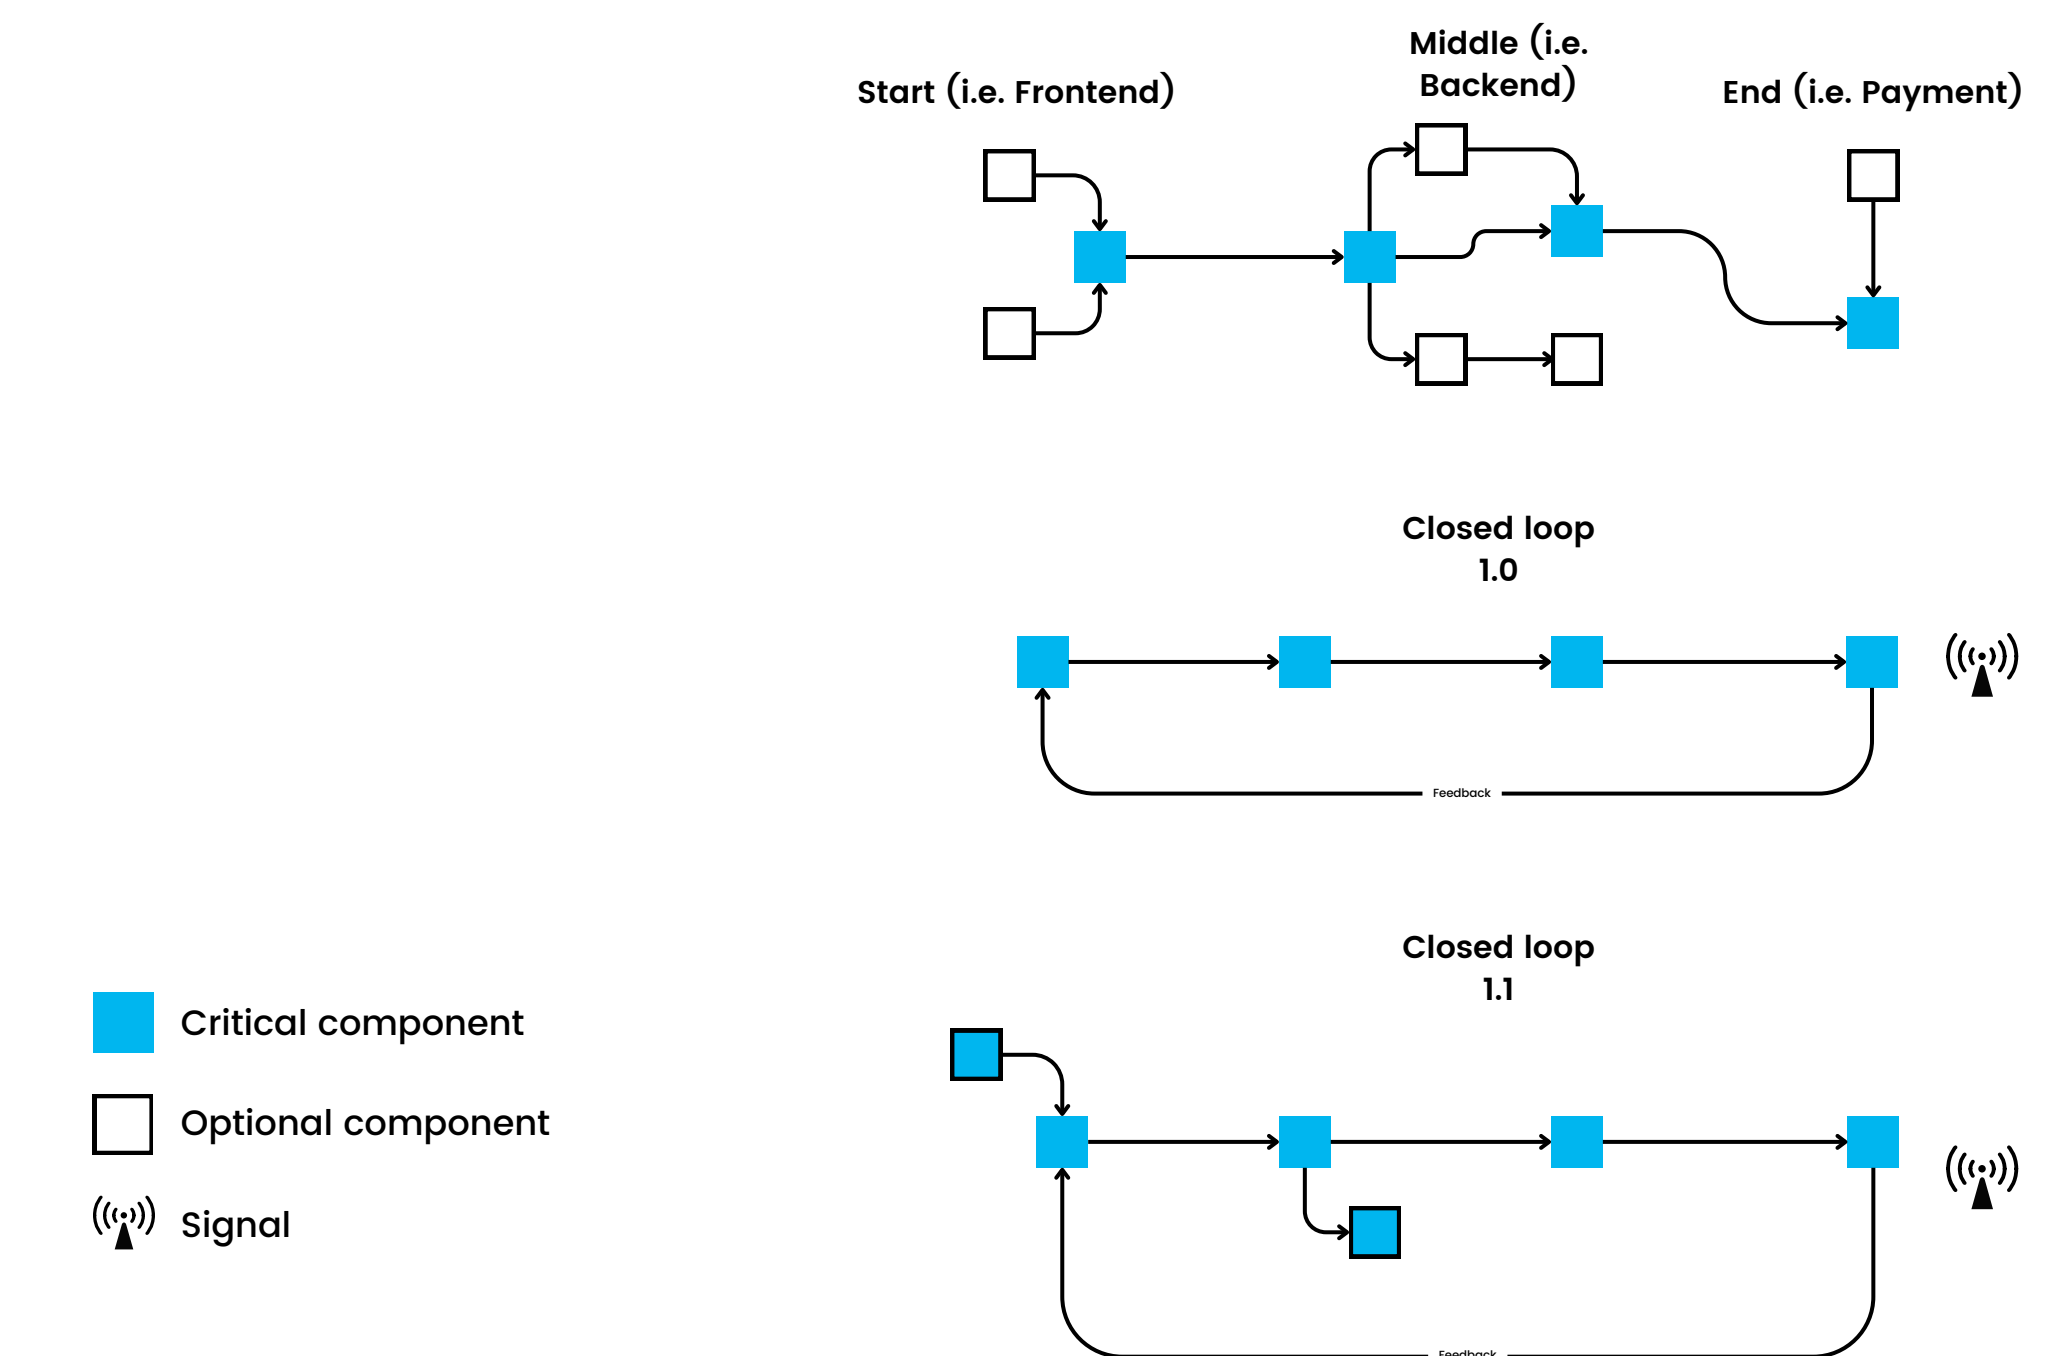 Start (i.e. Frontend)
Middle (i.e.
Backend)
End (i.e. Payment)
Closed loop
1.0
Feedback
Closed loop
1.1
Critical component
Optional component
Signal
Feedback